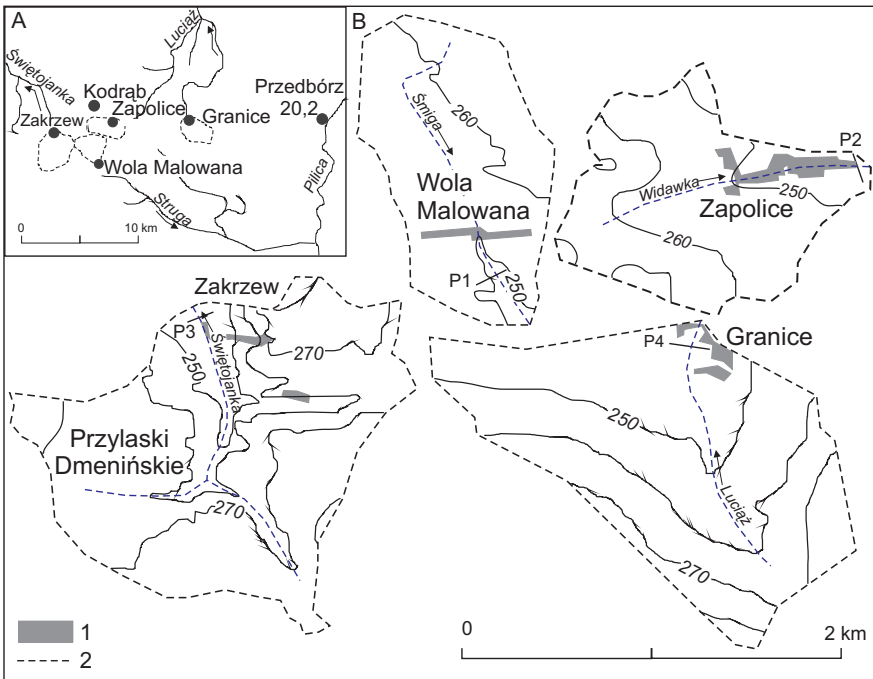 A
Luciąż
Świętojanka
Kodrąb
Zapolice
Zakrzew
Granice
Przedbórz
20,2
Wola Malowana
Pilica
Struga
0
10 km
B
260
Śmiga
Wola
Malowana
P1
250
P2
Widawka
250
Zapolice
260
Zakrzew
P3
Świętojanka
250
270
Przylaski
Dmenińskie
270
Granice
P4
250
Luciąż
270
1
2
0
2 km